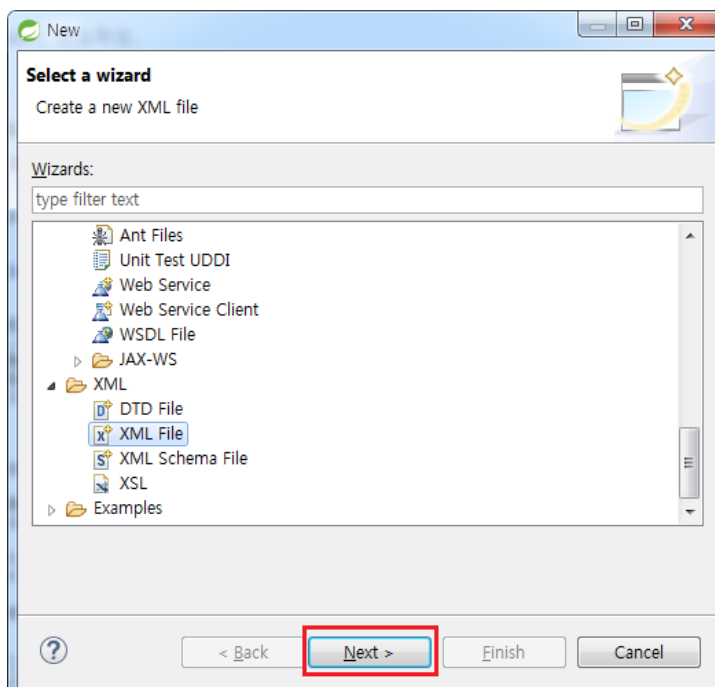 New
Select a wizard
Create a new XML file
Wizards:
type filter text
Ant Files
Unit Test UDDI
Web Service
Web Service Client
WSDL File
JAX-WS
XML
DTD File
XML File
XML Schema File
XSL
Examples
< Back Next > Finish Cancel